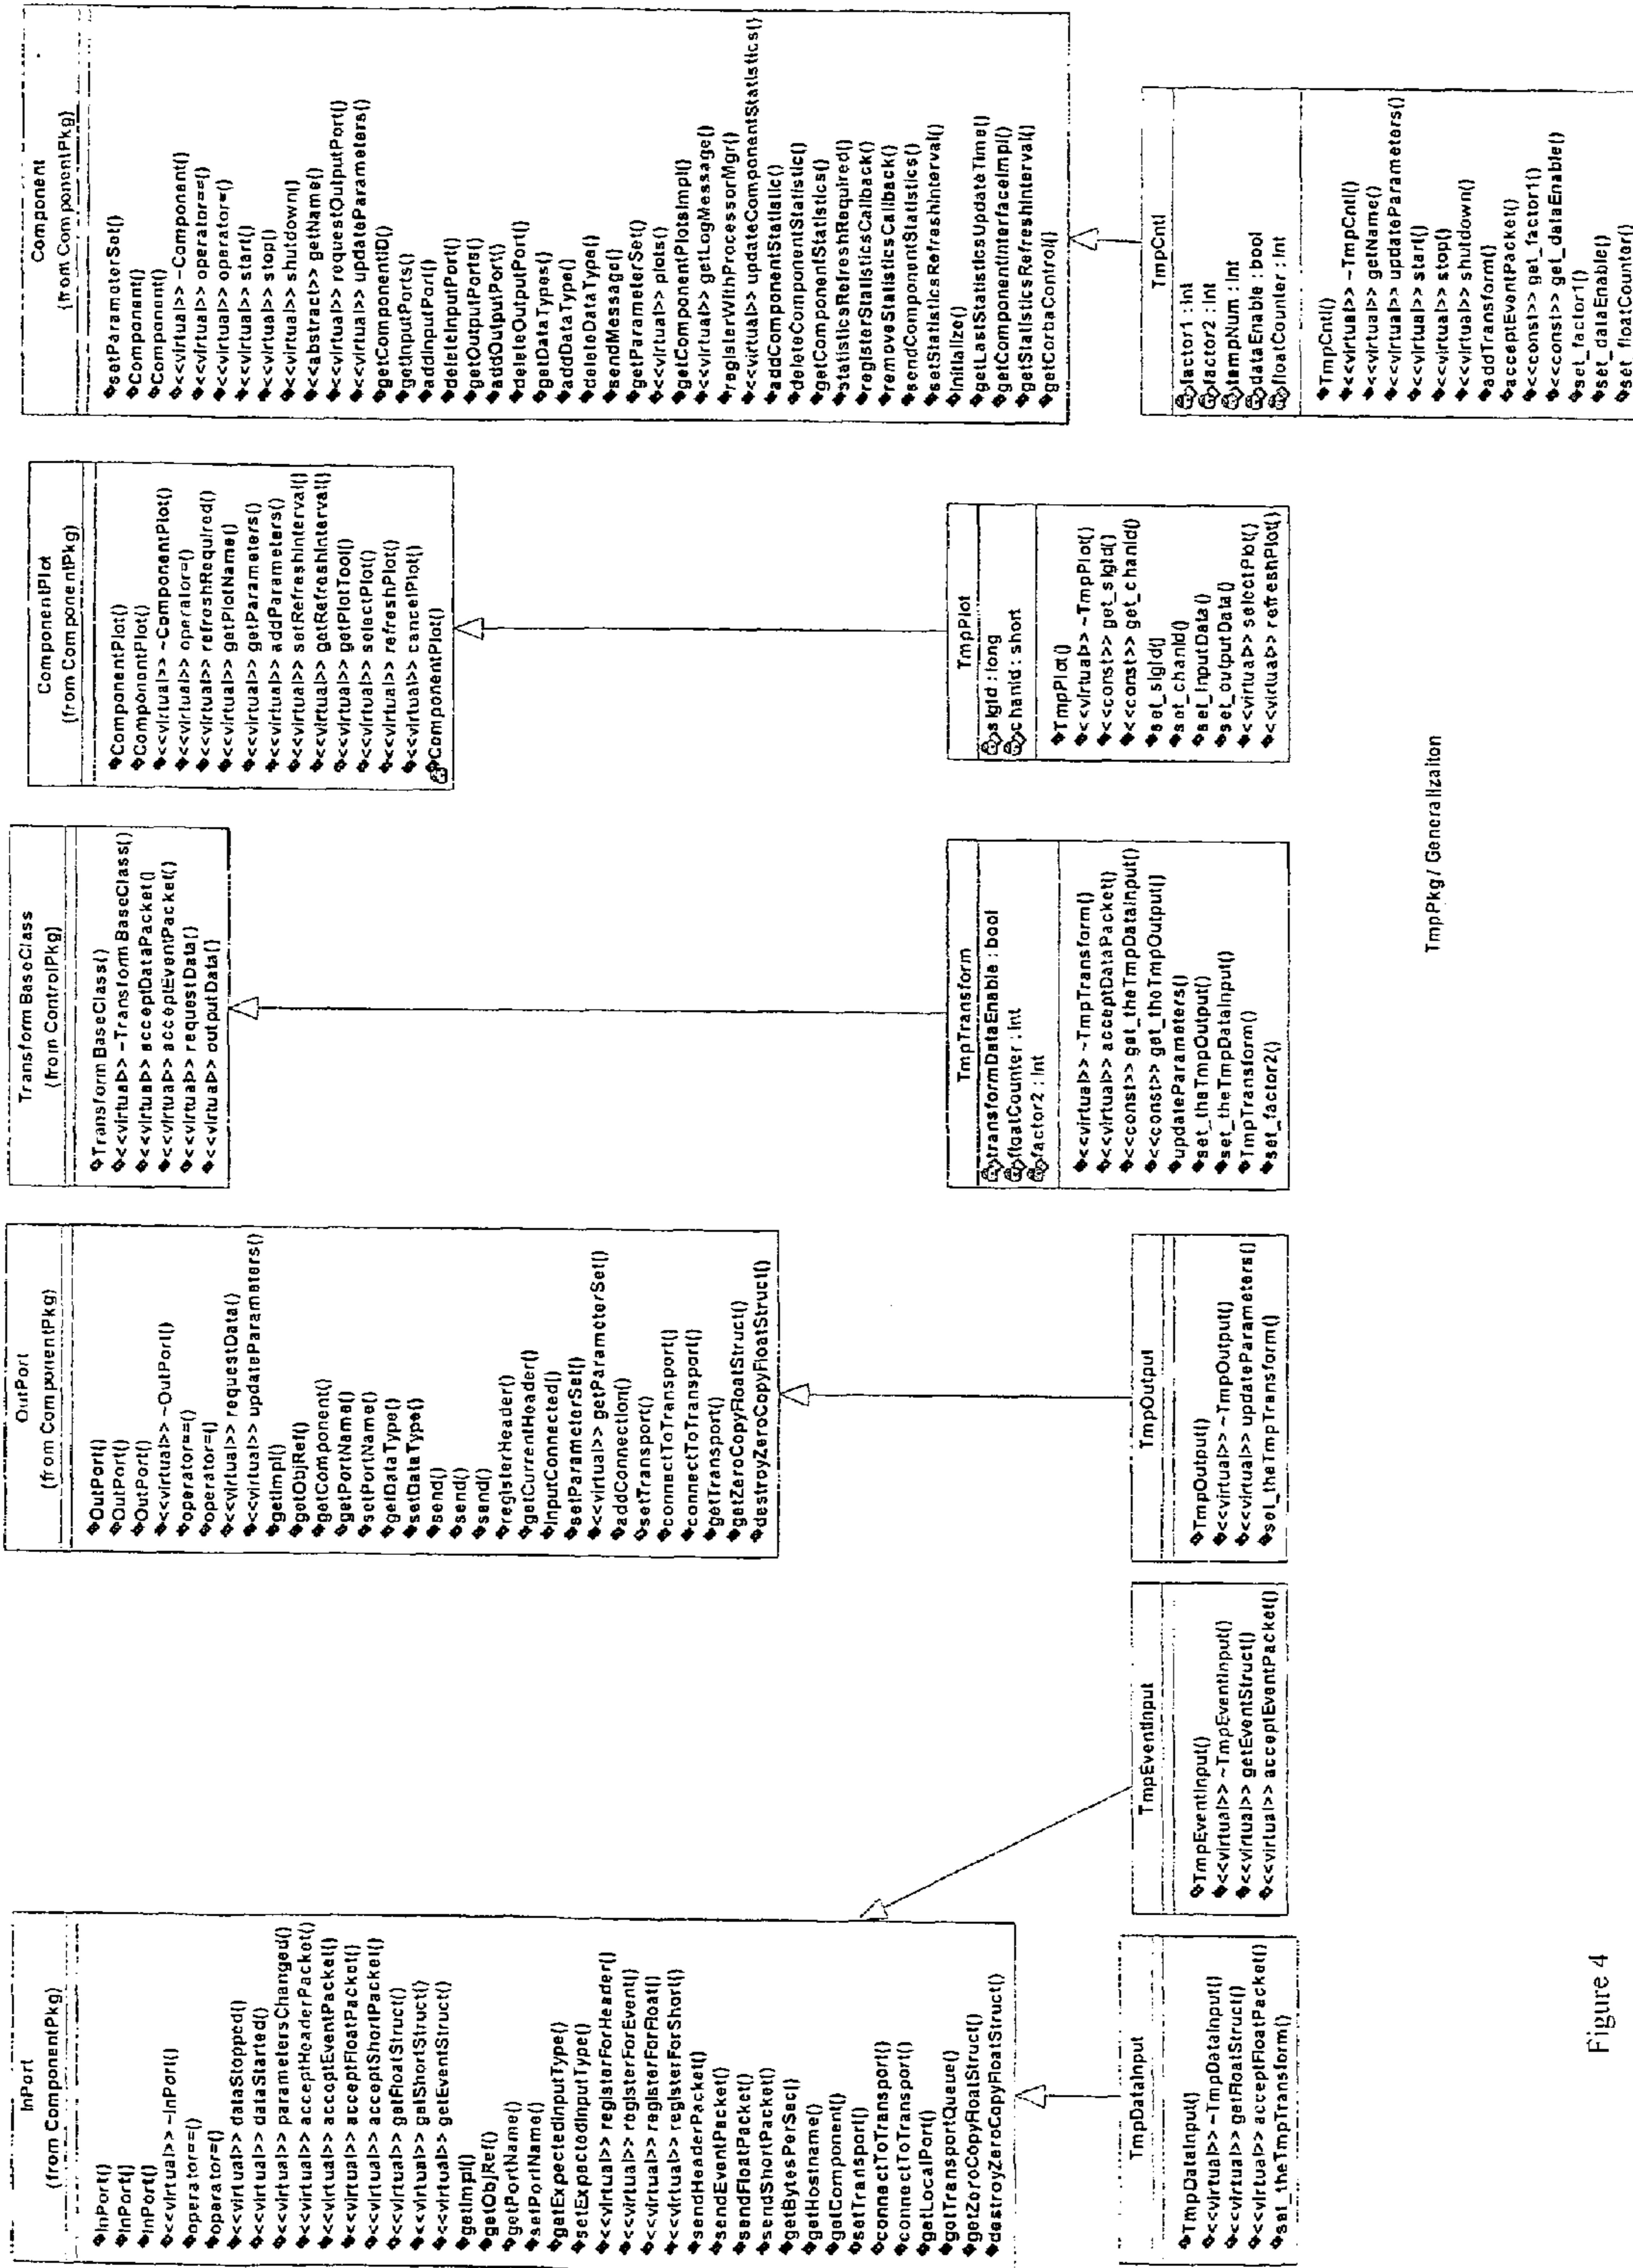 InPort
(from ComponentPkg)
InPort()
InPort()
InPort()
<<virtual>> ~InPort()
operator==()
operator=()
<<virtual>> dataStopped()
<<virtual>> dataStarted()
<<virtual>> parametersChanged()
<<virtual>> acceptHeaderPacket()
<<virtual>> acceptEventPacket()
<<virtual>> acceptFloatPacket()
<<virtual>> acceptShortPacket()
<<virtual>> getFloatStruct()
<<virtual>> getShortStruct()
<<virtual>> getEventStruct()
getImpl()
getObjRef()
getPortName()
setPortName()
getExpectedInputType()
setExpectedInputType()
<<virtual>> registerForHeader()
<<virtual>> registerForEvent()
<<virtual>> registerForFloat()
<<virtual>> registerForShort()
sendHeaderPacket()
sendEventPacket()
sendFloatPacket()
sendShortPacket()
getBytesPerSec()
getHostname()
getComponent()
setTransport()
connectToTransport()
connectToTransport()
getLocalPort()
getTransportQueue()
getZeroCopyFloatStruct()
destroyZeroCopyFloatStruct()
OutPort
(from ComponentPkg)
OutPort()
OutPort()
OutPort()
<<virtual>> ~OutPort()
operator==()
operator=()
<<virtual>> requestData()
<<virtual>> updateParameters()
getImpl()
getObjRef()
getComponent()
getPortName()
setPortName()
getDataType()
setDataType()
send()
send()
send()
registerHeader()
getCurrentHeader()
InputConnected()
setParameterSet()
<<virtual>> getParameterSet()
addConnection()
setTransport()
connectToTransport()
connectToTransport()
getTransport()
getZeroCopyFloatStruct()
destroyZeroCopyFloatStruct()
TransformBaseClass
(from ControlPkg)
TransformBaseClass()
<<virtual>> ~TransformBaseClass()
<<virtual>> acceptDataPacket()
<<virtual>> acceptEventPacket()
<<virtual>> requestData()
<<virtual>> outputData()
ComponentPlot
(from ComponentPkg)
ComponentPlot()
ComponentPlot()
<<virtual>> ~ComponentPlot()
<<virtual>> operator=()
<<virtual>> refreshRequired()
<<virtual>> getPlotName()
<<virtual>> getParameters()
<<virtual>> addParameters()
<<virtual>> setRefreshInterval()
<<virtual>> getRefreshInterval()
<<virtual>> getPlotTool()
<<virtual>> selectPlot()
<<virtual>> refreshPlot()
<<virtual>> cancelPlot()
ComponentPlot()
Component
(from ComponentPkg)
setParameterSet()
Component()
Component()
<<virtual>> ~Component()
<<virtual>> operator==()
<<virtual>> operator=()
<<virtual>> start()
<<virtual>> stop()
<<virtual>> shutdown()
<<abstract>> getName()
<<virtual>> requestOutputPort()
<<virtual>> updateParameters()
getComponentID()
getInputPorts()
addInputPort()
deleteInputPort()
getOutputPorts()
addOutputPort()
deleteOutputPort()
getDataTypes()
addDataType()
deleteDataType()
sendMessage()
getParameterSet()
<<virtual>> plots()
getComponentPlotsImpl()
<<virtual>> getLogMessage()
registerWithProcessorMgr()
<<virtual>> updateComponentStatistics()
addComponentStatistic()
deleteComponentStatistic()
getComponentStatistics()
statisticsRefreshRequired()
registerStatisticsCallback()
removeStatisticsCallback()
sendComponentStatistics()
setStatisticsRefreshInterval()
initialize()
getLastStatisticsUpdateTime()
getComponentInterfaceImpl()
getStatisticsRefreshInterval()
getCorbaControl()
TmpDataInput
TmpDataInput()
<<virtual>> ~TmpDataInput()
<<virtual>> getFloatStruct()
<<virtual>> acceptFloatPacket()
set_theTmpTransform()
TmpEventInput
TmpEventInput()
<<virtual>> ~TmpEventInput()
<<virtual>> getEventStruct()
<<virtual>> acceptEventPacket()
TmpOutput
TmpOutput()
<<virtual>> ~TmpOutput()
<<virtual>> updateParameters()
set_theTmpTransform()
TmpTransform
transformDataEnable : bool
floatCounter : int
factor2 : int
<<virtual>> ~TmpTransform()
<<virtual>> acceptDataPacket()
<<const>> get_theTmpDataInput()
<<const>> get_theTmpOutput()
updateParameters()
set_theTmpOutput()
set_theTmpDataInput()
TmpTransform()
set_factor2()
TmpPlot
sigId : long
chanId : short
TmpPlot()
<<virtual>> ~TmpPlot()
<<const>> get_sigId()
<<const>> get_chanId()
set_sigId()
set_chanId()
set_inputData()
set_outputData()
<<virtual>> selectPlot()
<<virtual>> refreshPlot()
TmpCntl
factor1 : int
factor2 : int
tempNum : int
dataEnable : bool
floatCounter : int
TmpCntl()
<<virtual>> ~TmpCntl()
<<virtual>> getName()
<<virtual>> updateParameters()
<<virtual>> start()
<<virtual>> stop()
<<virtual>> shutdown()
addTransform()
acceptEventPacket()
<<const>> get_factor1()
<<const>> get_dataEnable()
set_factor1()
set_dataEnable()
set_floatCounter()
TmpPkg / Generalizaiton
Figure 4